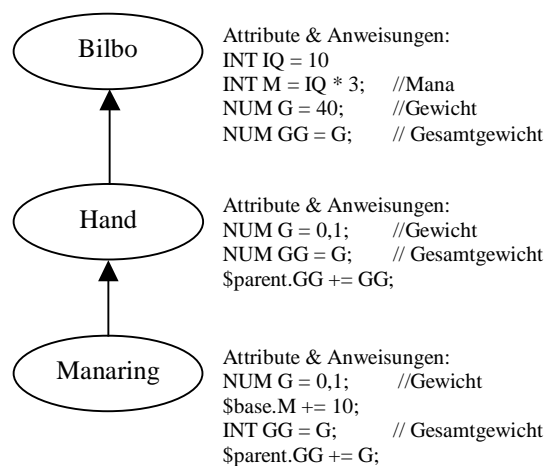 Bilbo
Attribute & Anweisungen:
INT IQ = 10
INT M = IQ * 3; //Mana
NUM G = 40; //Gewicht
NUM GG = G; // Gesamtgewicht
Hand
Attribute & Anweisungen:
NUM G = 0,1; //Gewicht
NUM GG = G; // Gesamtgewicht
$parent.GG += GG;
Manaring
Attribute & Anweisungen:
NUM G = 0,1; //Gewicht
$base.M += 10;
INT GG = G; // Gesamtgewicht
$parent.GG += G;